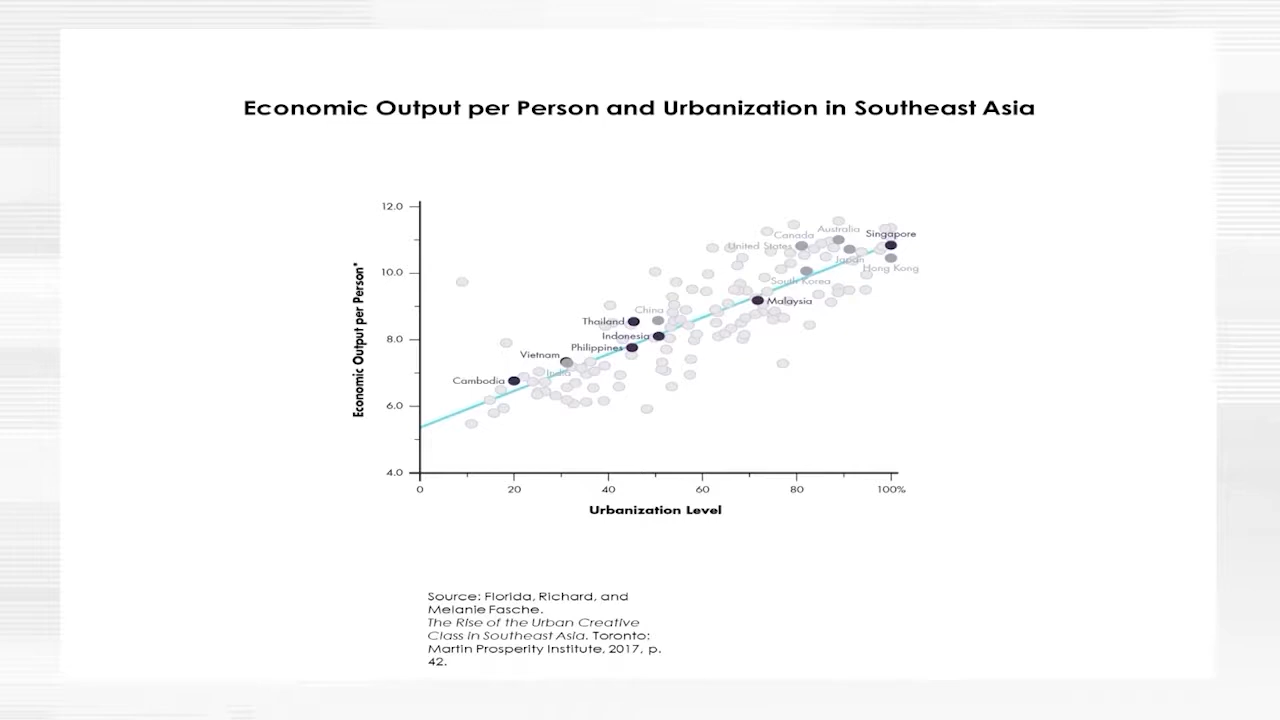 Economic Output per Person and Urbanization in Southeast Asia
12.0
10.0
8.0
6.0
4.0
Economic Output per Person*
Canada
Australia
Singapore
United States
Japan
Hong Kong
South Korea
Malaysia
China
Thailand
Indonesia
Philippines
Vietnam
India
Cambodia
0 20 40 60 80 100%
Urbanization Level
Source: Florida, Richard, and
Melanie Fasche.
The Rise of the Urban Creative
Class in Southeast Asia. Toronto:
Martin Prosperity Institute, 2017, p.
42.